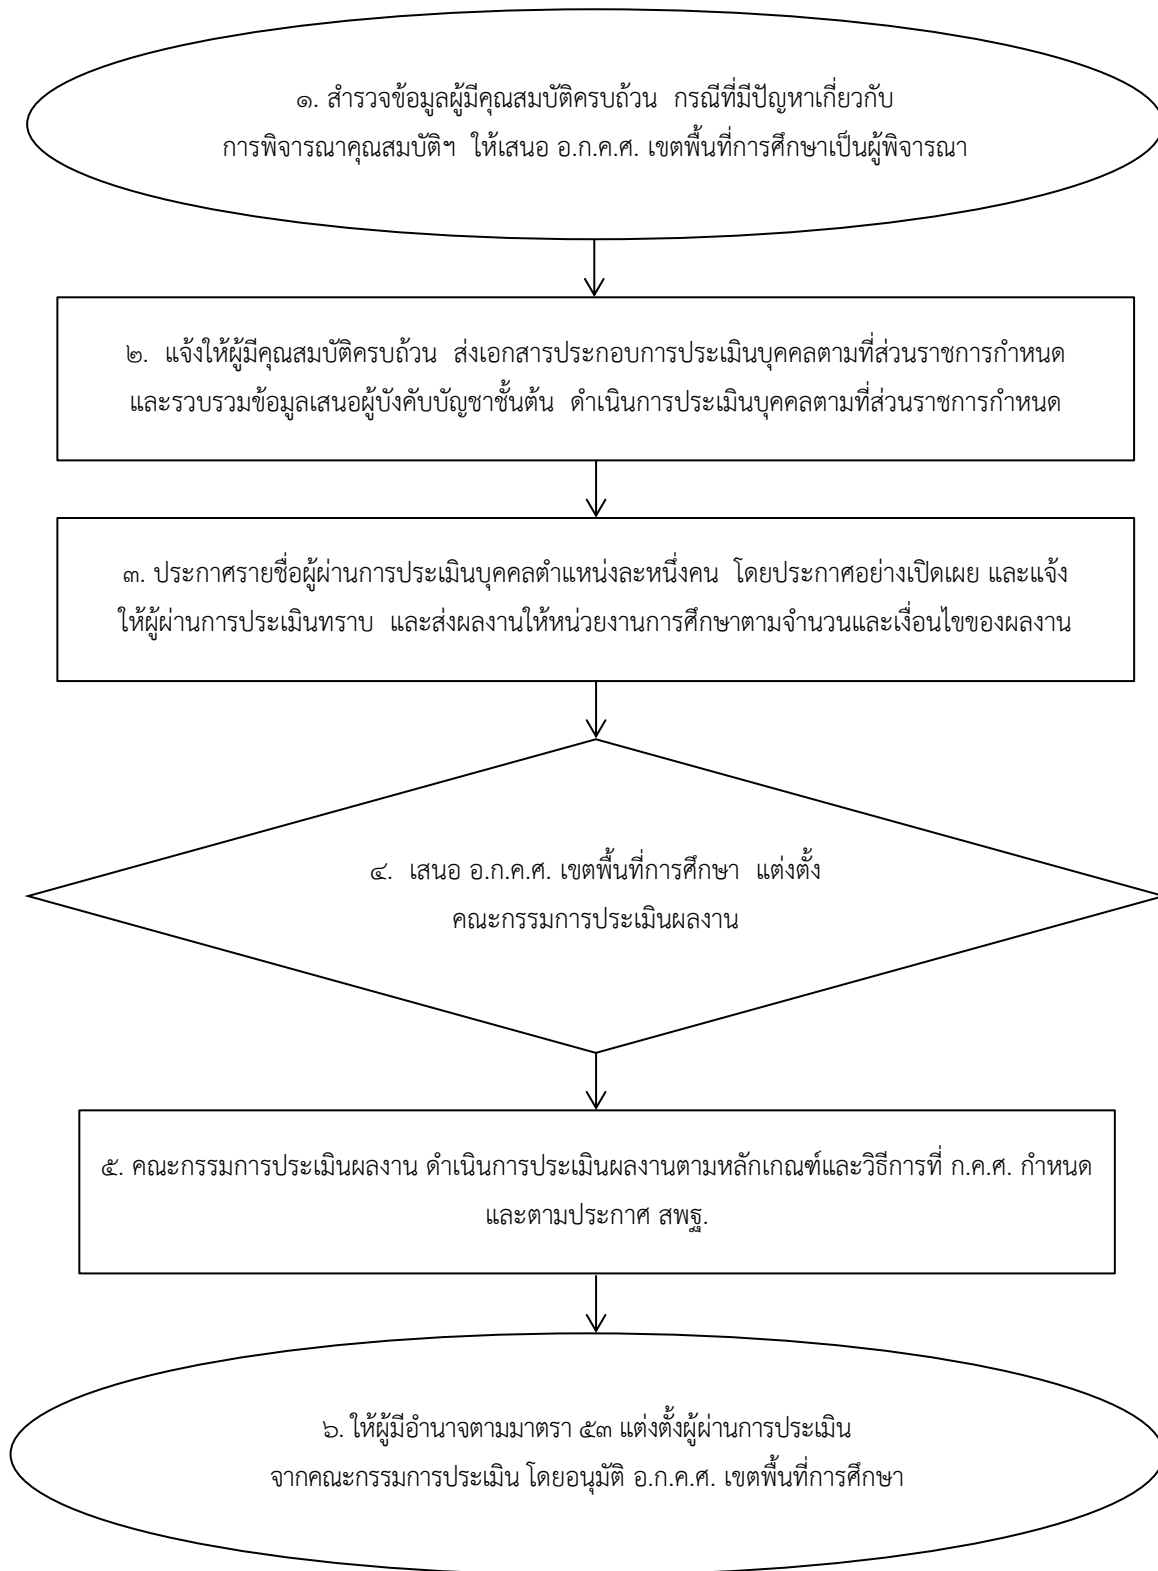 ๑. สำรวจข้อมูลผู้มีคุณสมบัติครบถ้วน กรณีที่มีปัญหาเกี่ยวกับ
การพิจารณาคุณสมบัติฯ ให้เสนอ อ.ก.ค.ศ. เขตพื้นที่การศึกษาเป็นผู้พิจารณา
๒. แจ้งให้ผู้มีคุณสมบัติครบถ้วน ส่งเอกสารประกอบการประเมินบุคคลตามที่ส่วนราชการกำหนด
และรวบรวมข้อมูลเสนอผู้บังคับบัญชาชั้นต้น ดำเนินการประเมินบุคคลตามที่ส่วนราชการกำหนด
๓. ประกาศรายชื่อผู้ผ่านการประเมินบุคคลตำแหน่งละหนึ่งคน โดยประกาศอย่างเปิดเผย และแจ้ง
ให้ผู้ผ่านการประเมินทราบ และส่งผลงานให้หน่วยงานการศึกษาตามจำนวนและเงื่อนไขของผลงาน
๔. เสนอ อ.ก.ค.ศ. เขตพื้นที่การศึกษา แต่งตั้ง
คณะกรรมการประเมินผลงาน
๕. คณะกรรมการประเมินผลงาน ดำเนินการประเมินผลงานตามหลักเกณฑ์และวิธีการที่ ก.ค.ศ. กำหนด
และตามประกาศ สพฐ.
๖. ให้ผู้มีอำนาจตามมาตรา ๕๓ แต่งตั้งผู้ผ่านการประเมิน
จากคณะกรรมการประเมิน โดยอนุมัติ อ.ก.ค.ศ. เขตพื้นที่การศึกษา